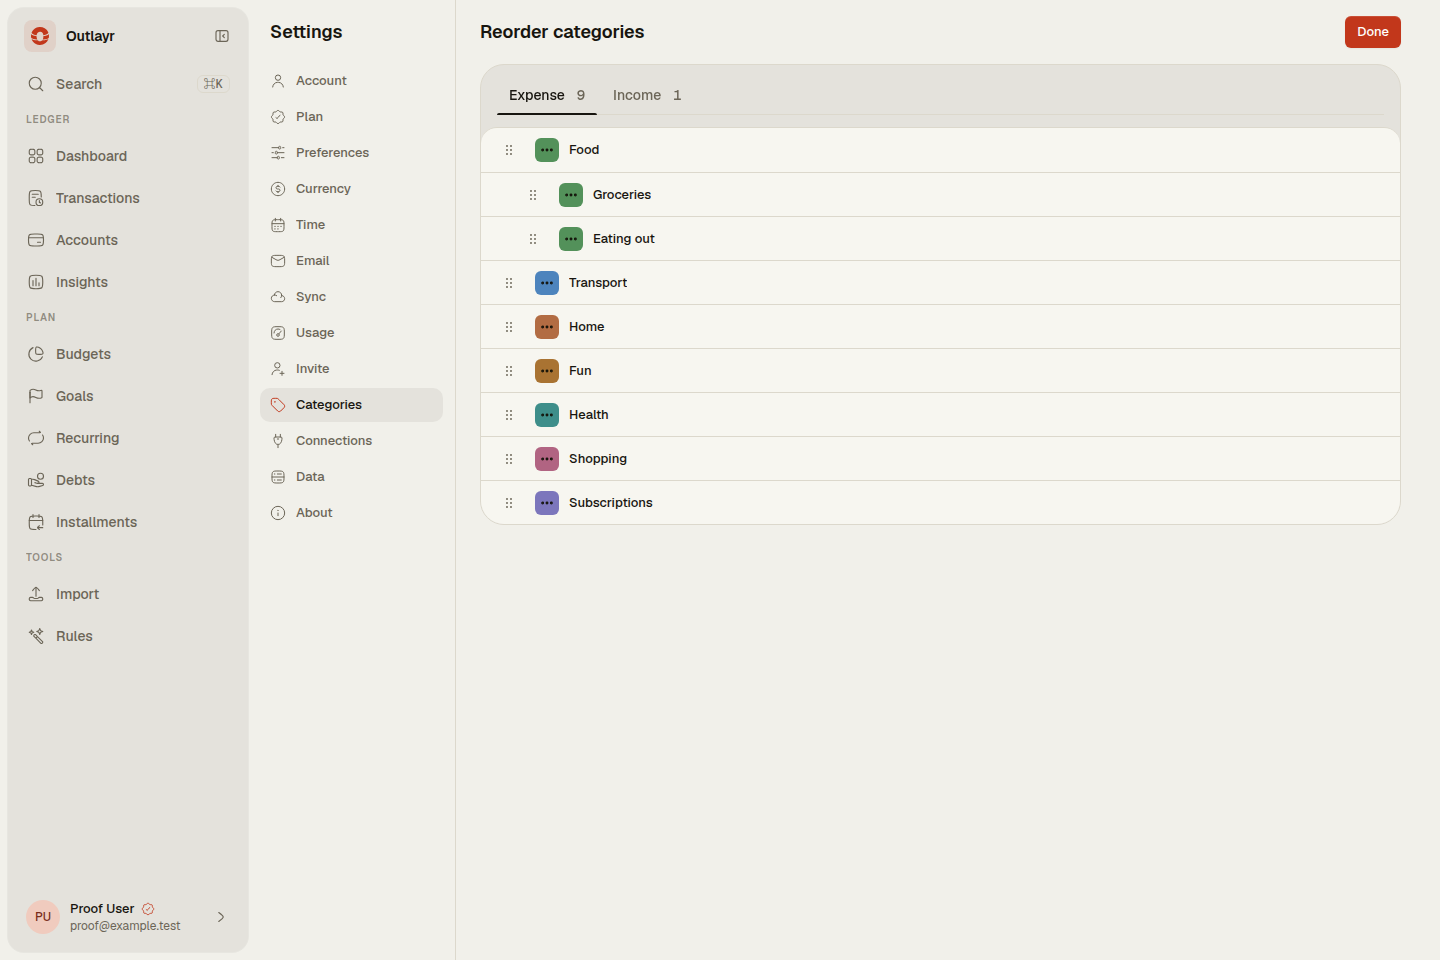 Outlayr
Search ⌘K
LEDGER
Dashboard
Transactions
Accounts
Insights
PLAN
Budgets
Goals
Recurring
Debts
Installments
TOOLS
Import
Rules
PU
Proof User
proof@example.test
Settings
Account
Plan
Preferences
Currency
Time
Email
Sync
Usage
Invite
Categories
Connections
Data
About
Reorder categories
Done
Expense 9 Income 1
Food
Groceries
Eating out
Transport
Home
Fun
Health
Shopping
Subscriptions